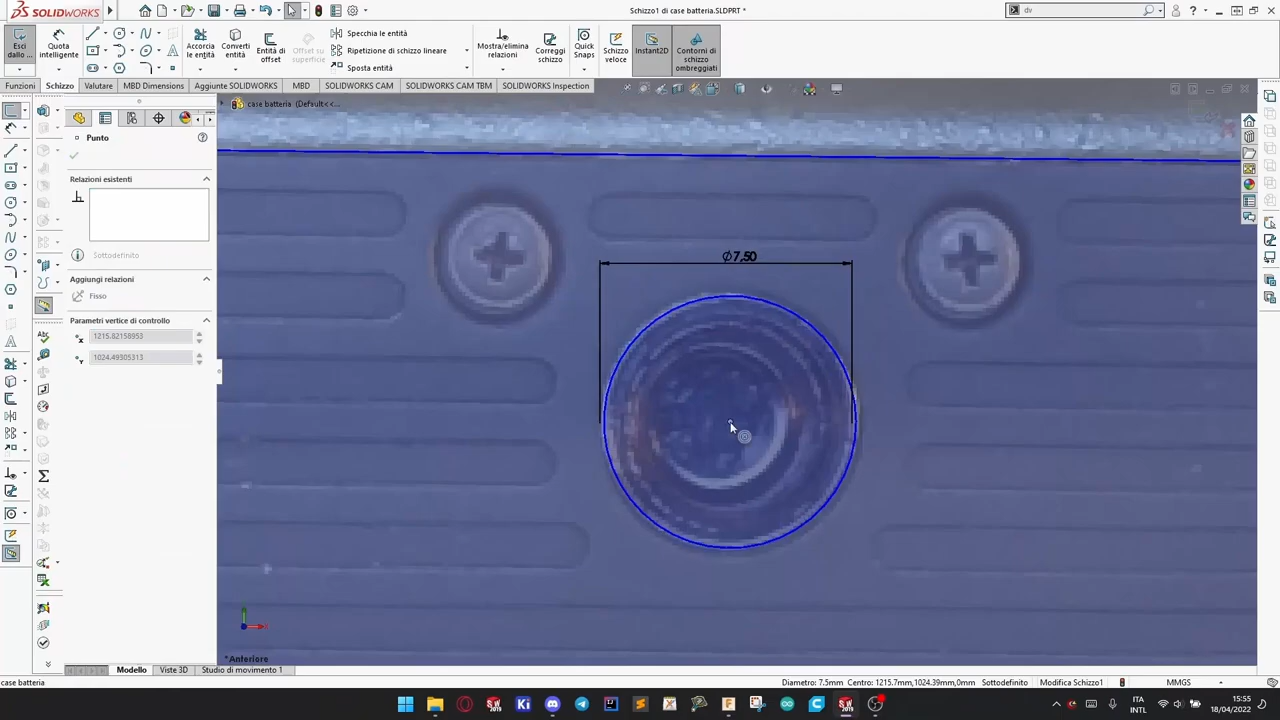 SOLIDWORKS
Schizzo1 di case batteria.SLDPRT *
dv
Esci dallo ...
Quota intelligente
Accorcia le entità
Converti entità
Entità di offset
Offset su superficie
Specchia le entità
Ripetizione di schizzo lineare
Sposta entità
Mostra/elimina relazioni
Correggi schizzo
Quick Snaps
Schizzo veloce
Instant2D
Contorni di schizzo ombreggiati
Funzioni
Schizzo
Valutare
MBD Dimensions
Aggiunte SOLIDWORKS
MBD
SOLIDWORKS CAM
SOLIDWORKS CAM TBM
SOLIDWORKS Inspection
case batteria (Default<<...
Punto
Relazioni esistenti
Sottodefinito
Aggiungi relazioni
Fisso
Parametri vertice di controllo
1215.82158953
1024.49305313
Ø7,50
*Anteriore
Modello
Viste 3D
Studio di movimento 1
case batteria
Diametro: 7.5mm Centro: 1215.7mm,1024.39mm,0mm
Sottodefinito
Modifica Schizzo1
MMGS
ITA
INTL
15:55
18/04/2022